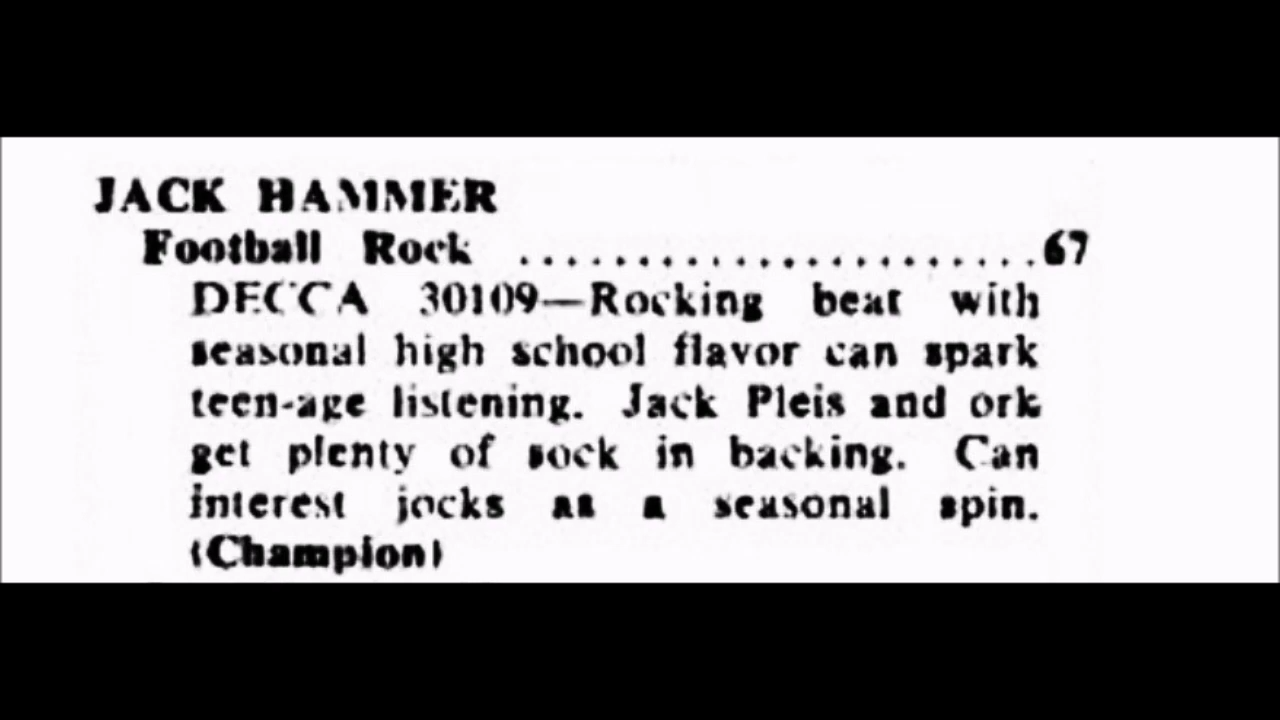 JACK HAMMER
Football Rock ........................67
DECCA 30109—Rocking beat with
seasonal high school flavor can spark
teen-age listening. Jack Pleis and ork
get plenty of sock in backing. Can
interest jocks as a seasonal spin.
(Champion)